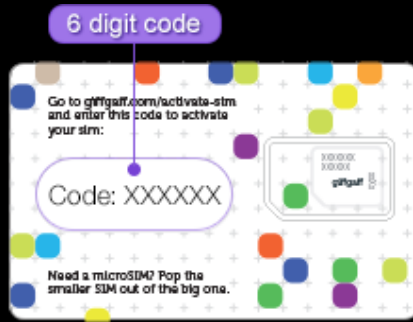 6 digit code
Go to giffgaff.com/activate-sim
and enter this code to activate
your sim:
Code: XXXXXX
XXXXXX
XXXXX
giffgaff
Need a microSIM? Pop the
smaller SIM out of the big one.